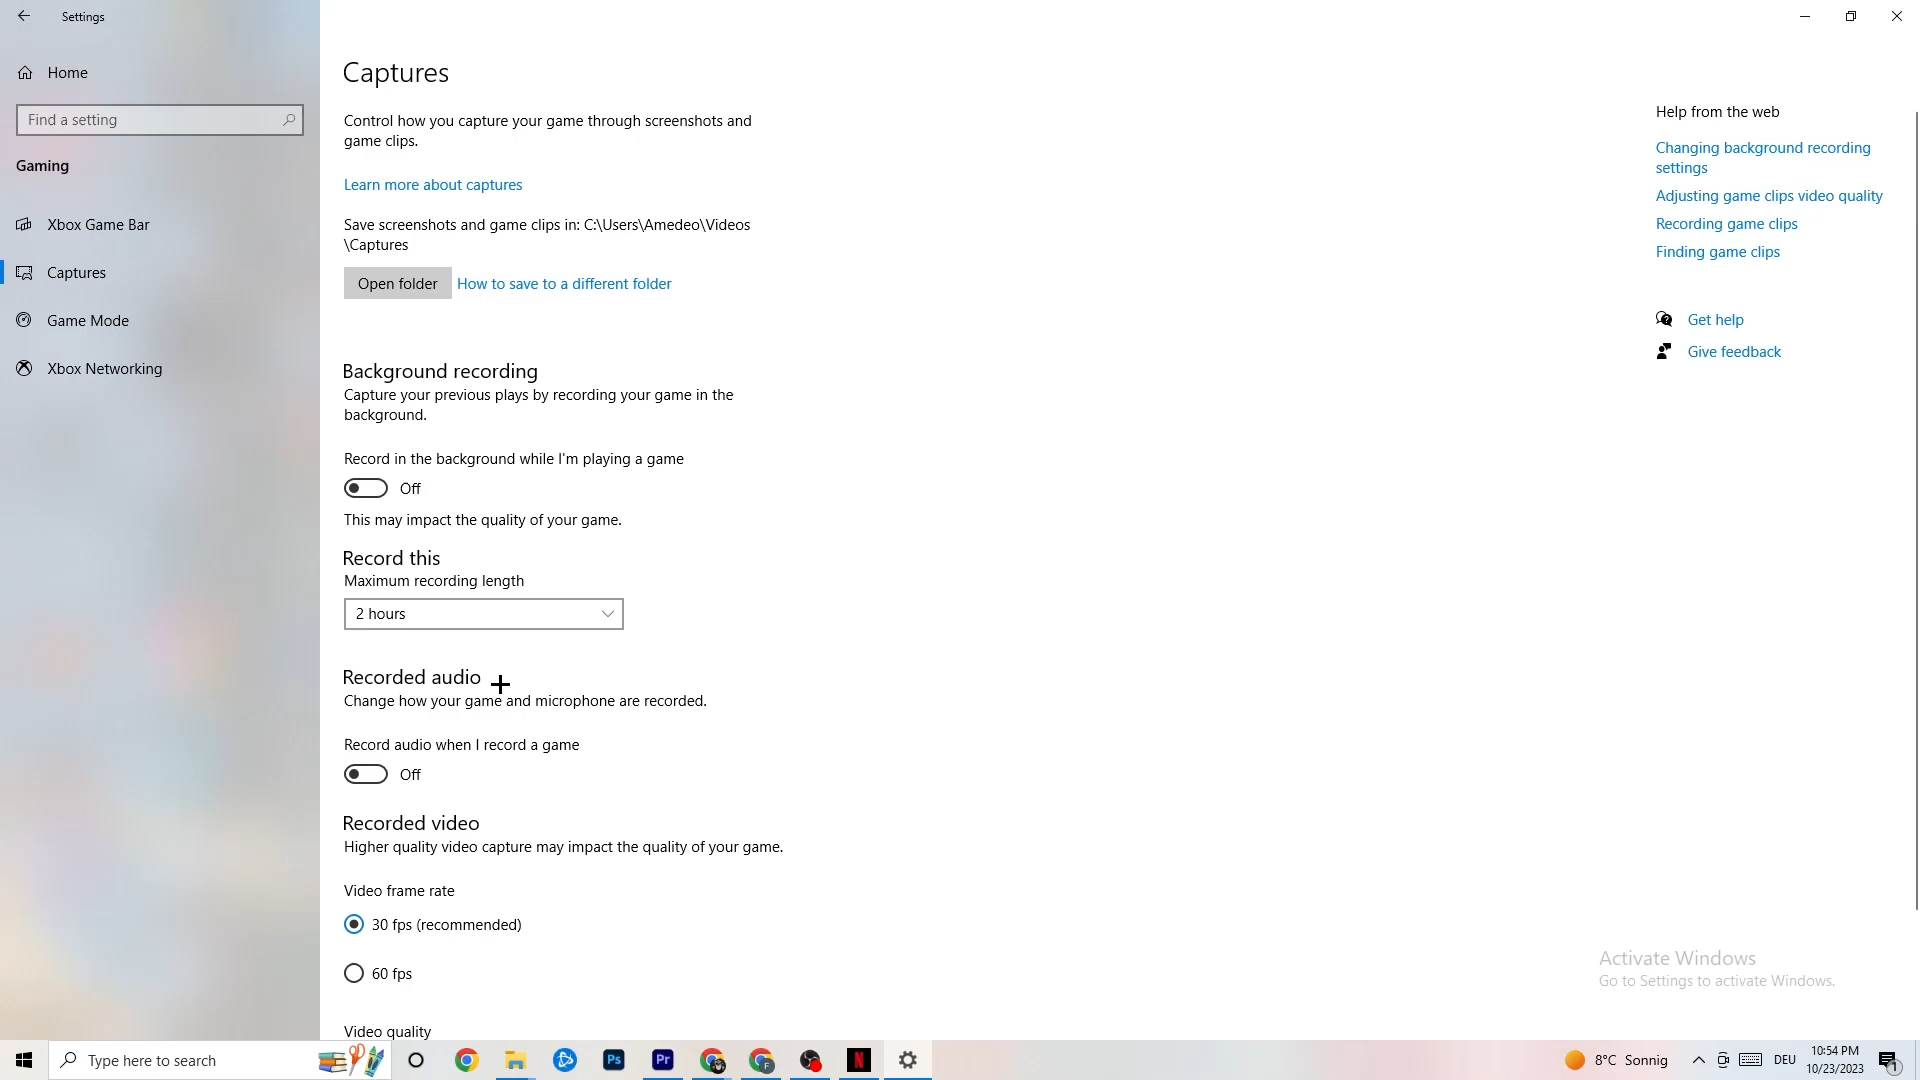 Settings
Home
Find a setting
Gaming
Xbox Game Bar
Captures
Game Mode
Xbox Networking
Captures
Control how you capture your game through screenshots and
game clips.
Learn more about captures
Save screenshots and game clips in: C:\Users\Amedeo\Videos
\Captures
Open folder
How to save to a different folder
Background recording
Capture your previous plays by recording your game in the
background.
Record in the background while I'm playing a game
Off
This may impact the quality of your game.
Record this
Maximum recording length
2 hours
Recorded audio
Change how your game and microphone are recorded.
Record audio when I record a game
Off
Recorded video
Higher quality video capture may impact the quality of your game.
Video frame rate
30 fps (recommended)
60 fps
Video quality
Help from the web
Changing background recording
settings
Adjusting game clips video quality
Recording game clips
Finding game clips
Get help
Give feedback
Activate Windows
Go to Settings to activate Windows.
Type here to search
Ps
Pr
F
N
8°C Sonnig
DEU
10:54 PM
10/23/2023
1